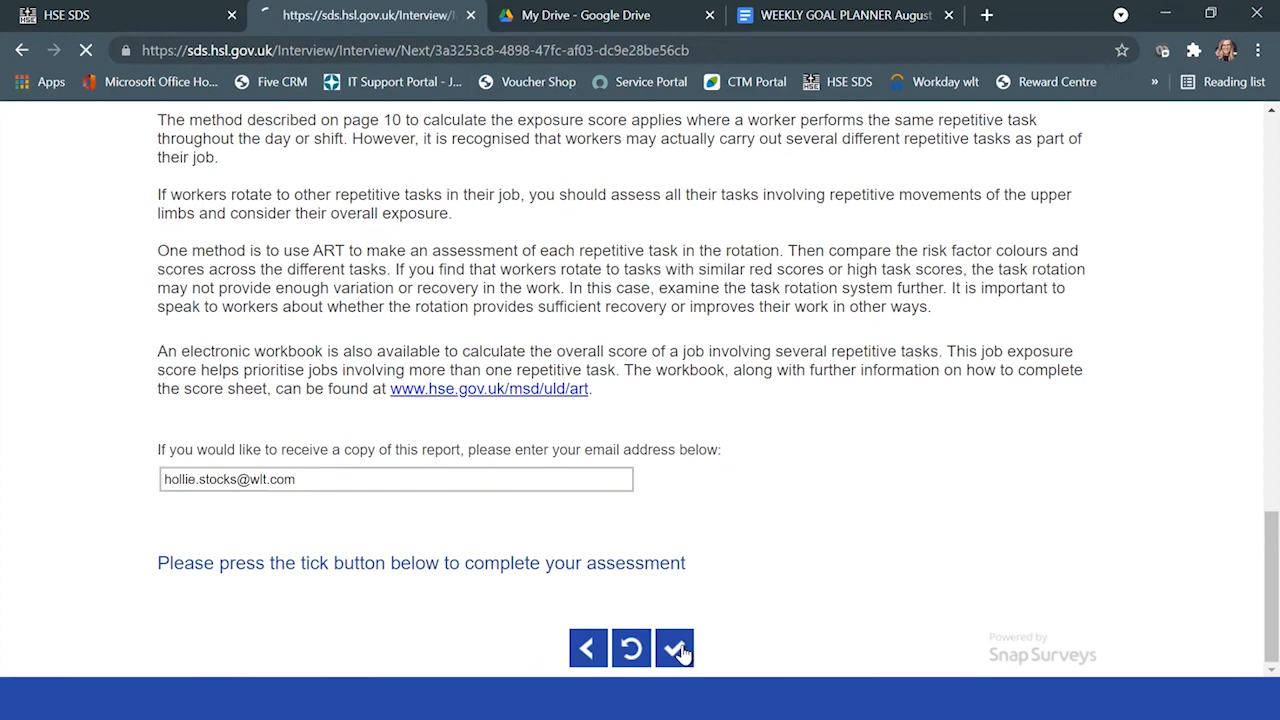 HSE SDS
https://sds.hsl.gov.uk/Interview/I
My Drive - Google Drive
WEEKLY GOAL PLANNER August
https://sds.hsl.gov.uk/Interview/Interview/Next/3a3253c8-4898-47fc-af03-dc9e28be56cb
Apps
Microsoft Office Ho...
Five CRM
IT Support Portal - J...
Voucher Shop
Service Portal
CTM Portal
HSE SDS
Workday wlt
Reward Centre
»
Reading list
The method described on page 10 to calculate the exposure score applies where a worker performs the same repetitive task
throughout the day or shift. However, it is recognised that workers may actually carry out several different repetitive tasks as part of
their job.
If workers rotate to other repetitive tasks in their job, you should assess all their tasks involving repetitive movements of the upper
limbs and consider their overall exposure.
One method is to use ART to make an assessment of each repetitive task in the rotation. Then compare the risk factor colours and
scores across the different tasks. If you find that workers rotate to tasks with similar red scores or high task scores, the task rotation
may not provide enough variation or recovery in the work. In this case, examine the task rotation system further. It is important to
speak to workers about whether the rotation provides sufficient recovery or improves their work in other ways.
An electronic workbook is also available to calculate the overall score of a job involving several repetitive tasks. This job exposure
score helps prioritise jobs involving more than one repetitive task. The workbook, along with further information on how to complete
the score sheet, can be found at www.hse.gov.uk/msd/uld/art.
If you would like to receive a copy of this report, please enter your email address below:
hollie.stocks@wlt.com
Please press the tick button below to complete your assessment
Powered by
SnapSurveys